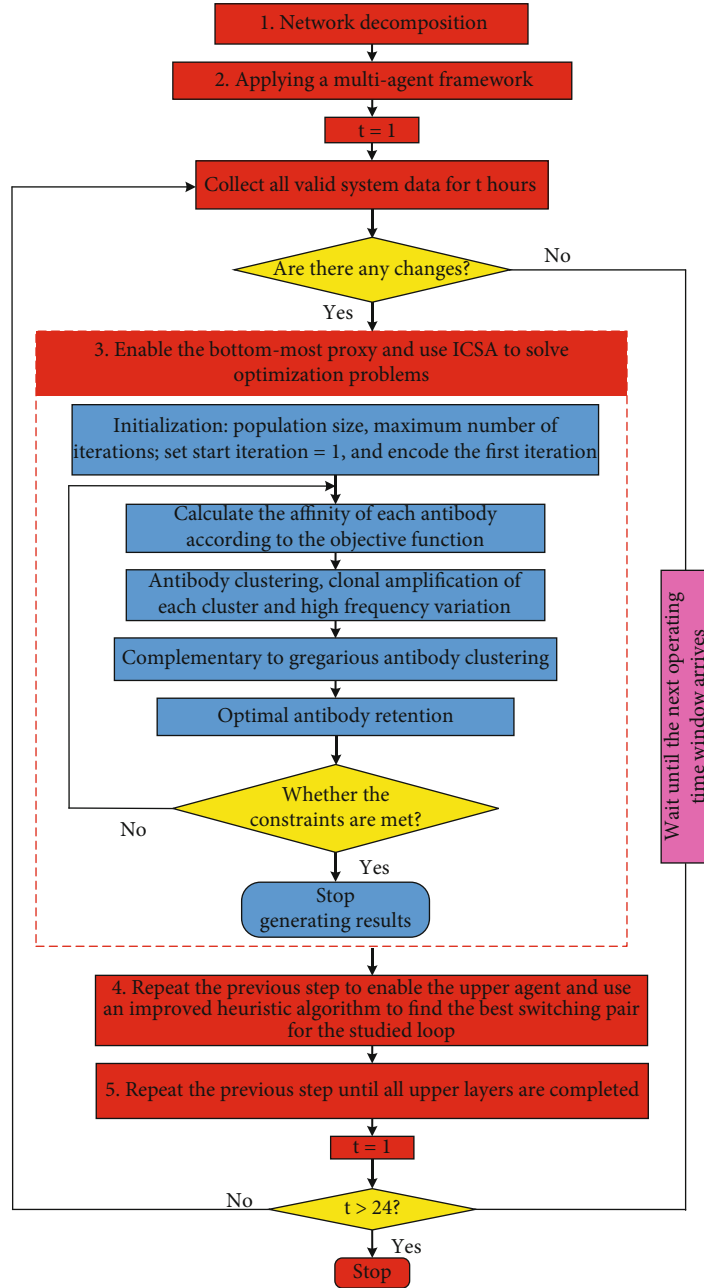 1. Network decomposition
2. Applying a multi-agent framework
t = 1
Collect all valid system data for t hours
Are there any changes?
No
Yes
3. Enable the bottom-most proxy and use ICSA to solve
optimization problems
Initialization: population size, maximum number of
iterations; set start iteration = 1, and encode the first iteration
Calculate the affinity of each antibody
according to the objective function
Antibody clustering, clonal amplification of
each cluster and high frequency variation
Complementary to gregarious antibody clustering
Optimal antibody retention
Whether the
constraints are met?
No
Yes
Stop
generating results
Wait until the next operating
time window arrives
4. Repeat the previous step to enable the upper agent and use
an improved heuristic algorithm to find the best switching pair
for the studied loop
5. Repeat the previous step until all upper layers are completed
t = 1
No
t > 24?
Yes
Stop